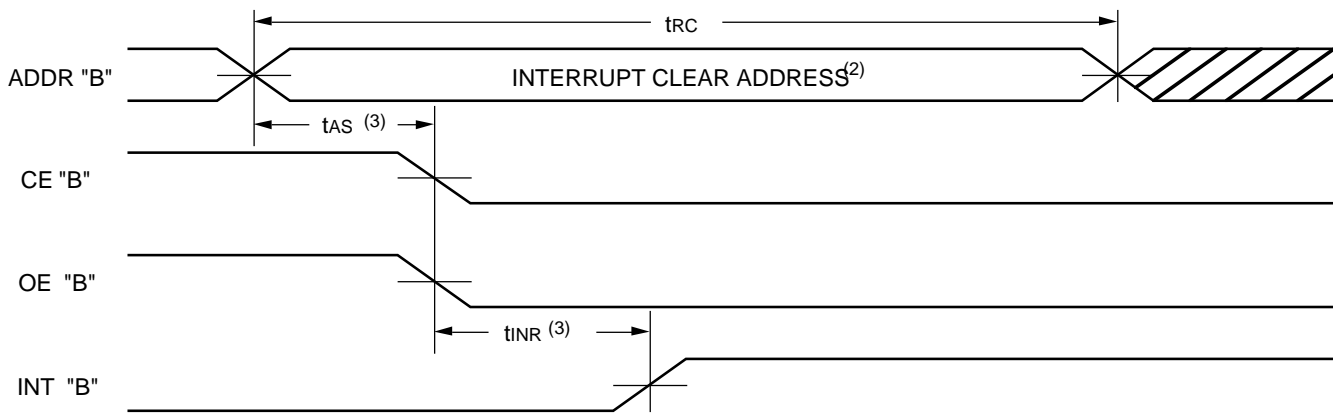 tRC
ADDR "B"
INTERRUPT CLEAR ADDRESS(2)
tAS (3)
CE "B"
OE "B"
tINR (3)
INT "B"